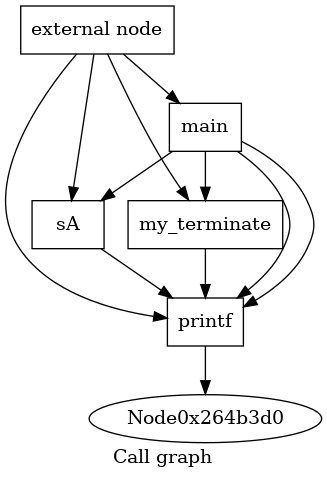 external node
main
sA
my_terminate
printf
Node0x264b3d0
Call graph